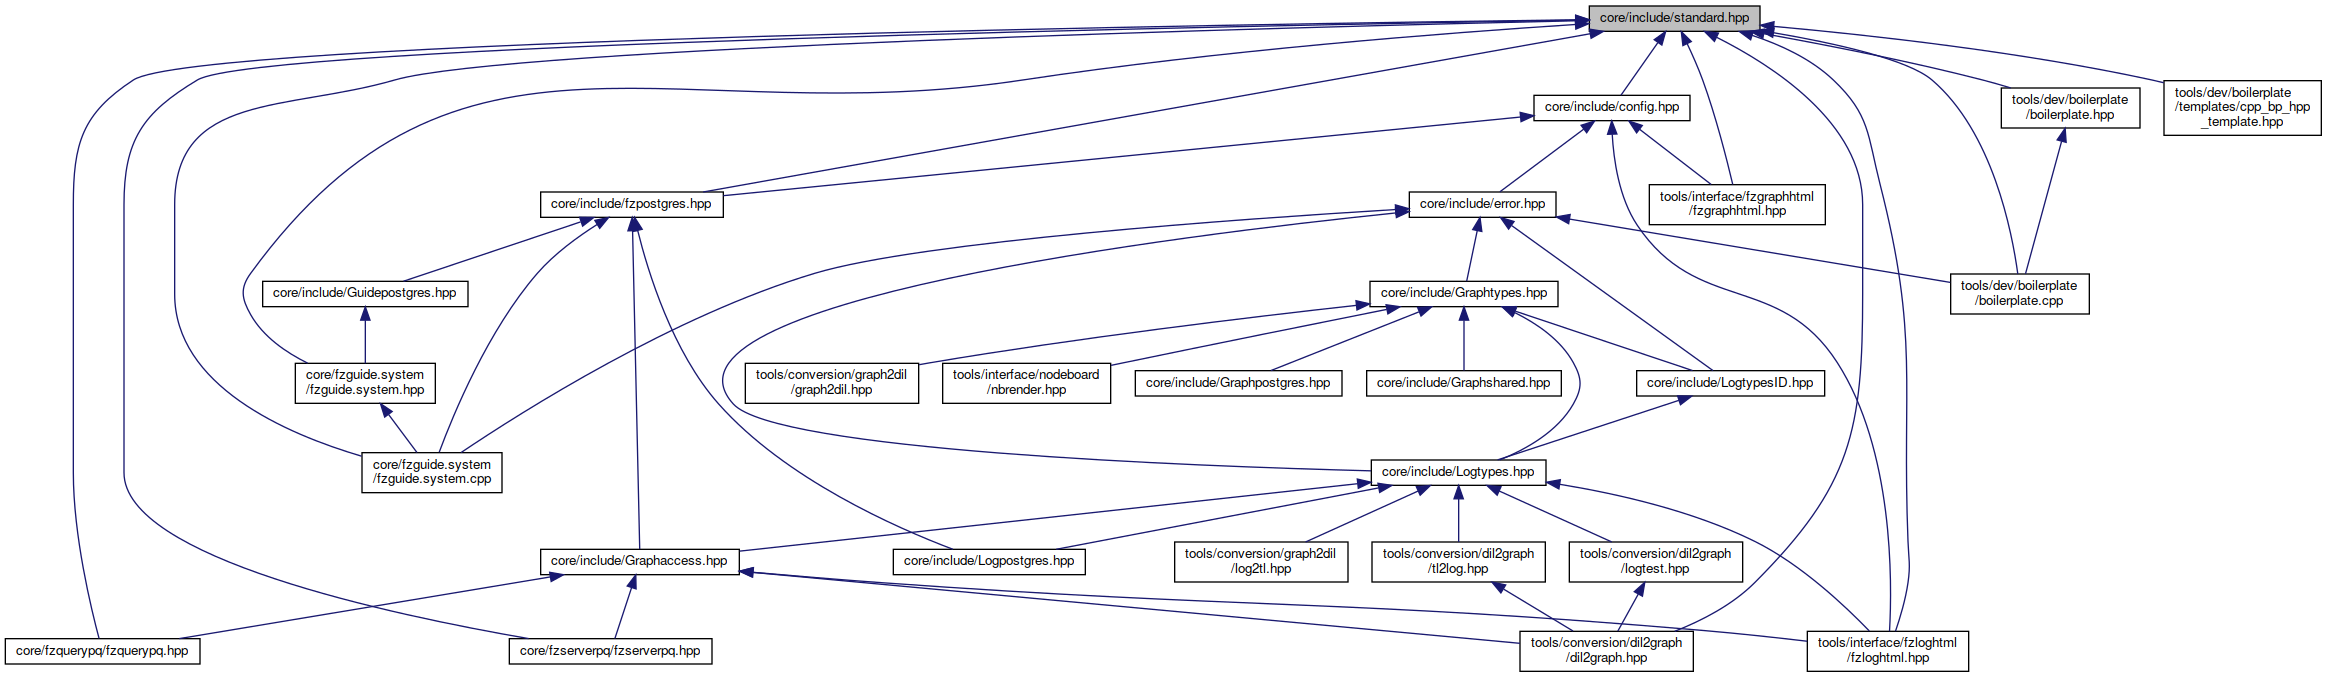 core/include/standard.hpp
core/include/config.hpp
tools/dev/boilerplate
/boilerplate.hpp
tools/dev/boilerplate
/templates/cpp_bp_hpp
_template.hpp
core/include/fzpostgres.hpp
core/include/error.hpp
tools/interface/fzgraphhtml
/fzgraphhtml.hpp
core/include/Guidepostgres.hpp
core/include/Graphtypes.hpp
tools/dev/boilerplate
/boilerplate.cpp
core/fzguide.system
/fzguide.system.hpp
tools/conversion/graph2dil
/graph2dil.hpp
tools/interface/nodeboard
/nbrender.hpp
core/include/Graphpostgres.hpp
core/include/Graphshared.hpp
core/include/LogtypesID.hpp
core/fzguide.system
/fzguide.system.cpp
core/include/Logtypes.hpp
core/include/Graphaccess.hpp
core/include/Logpostgres.hpp
tools/conversion/graph2dil
/log2tl.hpp
tools/conversion/dil2graph
/tl2log.hpp
tools/conversion/dil2graph
/logtest.hpp
core/fzquerypq/fzquerypq.hpp
core/fzserverpq/fzserverpq.hpp
tools/conversion/dil2graph
/dil2graph.hpp
tools/interface/fzloghtml
/fzloghtml.hpp